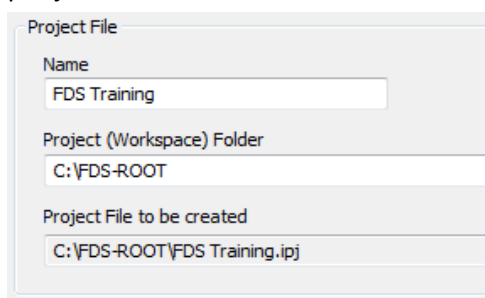 Project File
Name
FDS Training
Project (Workspace) Folder
C:\FDS-ROOT
Project File to be created
C:\FDS-ROOT\FDS Training.ipj